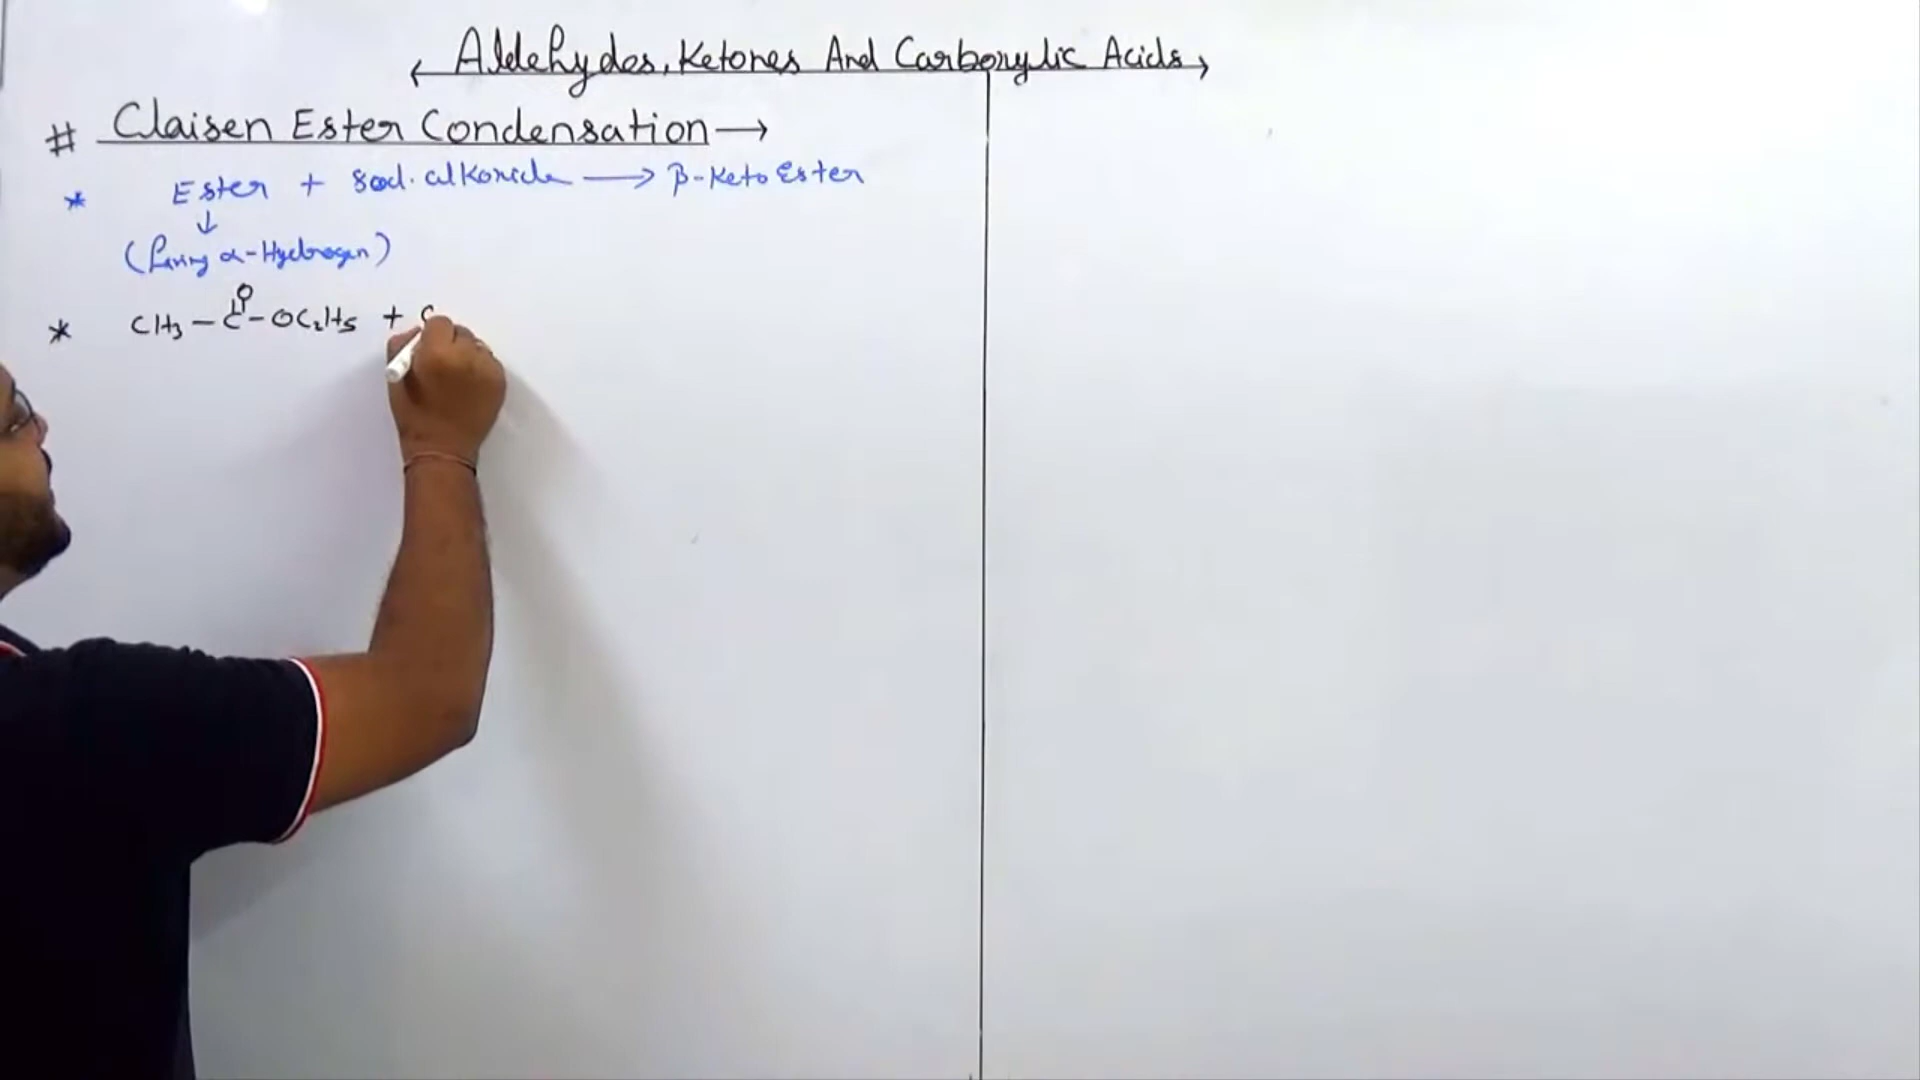 Aldehydes, Ketones And Carboxylic Acids
# Claisen Ester Condensation →
* Ester + Sod. alkoxide → β-Keto Ester
↓
(Having α-Hydrogen)
O
* CH₃ – C – OC₂H₅ + C